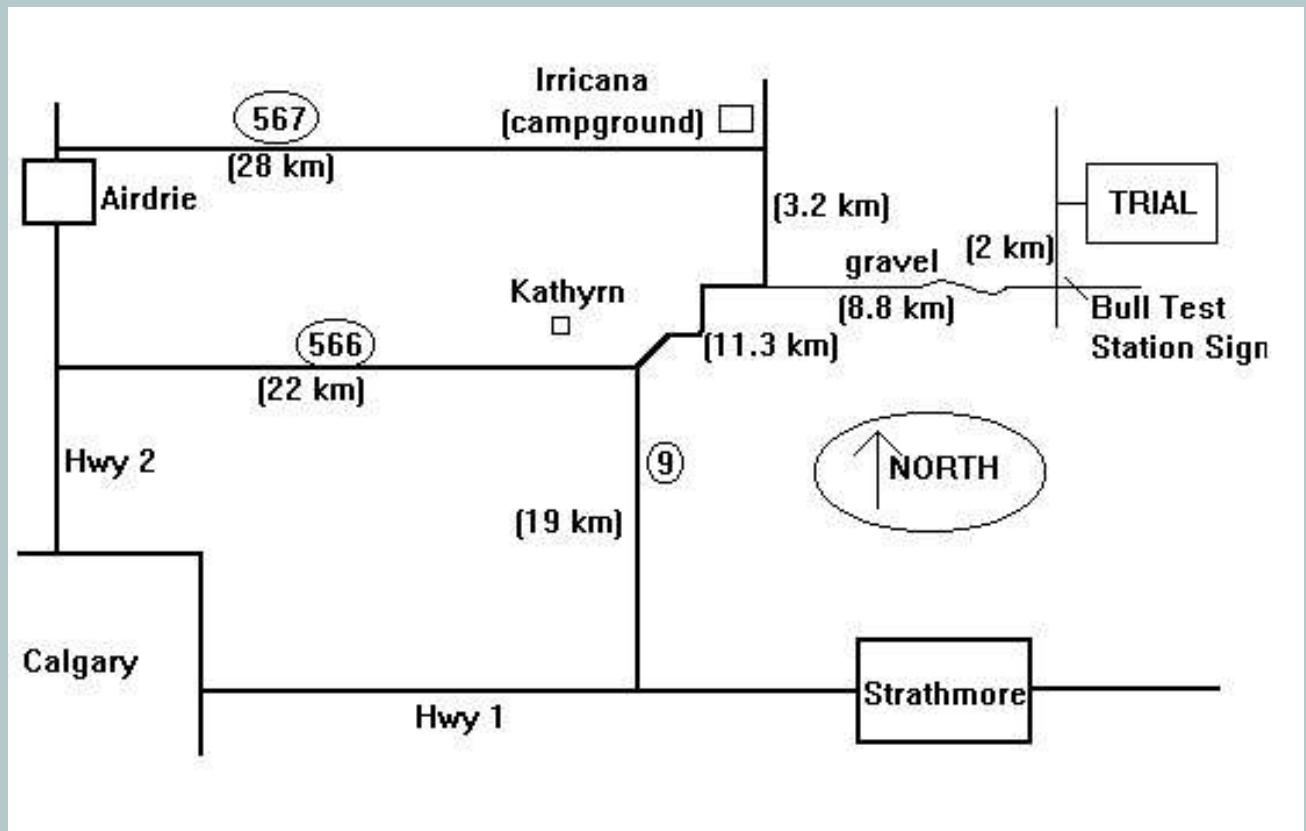 Irricana
(campground)
567
(28 km)
Airdrie
(3.2 km)
TRIAL
(2 km)
gravel
(8.8 km)
Bull Test
Station Sign
Kathyrn
(11.3 km)
566
(22 km)
Hwy 2
9
NORTH
(19 km)
Calgary
Hwy 1
Strathmore